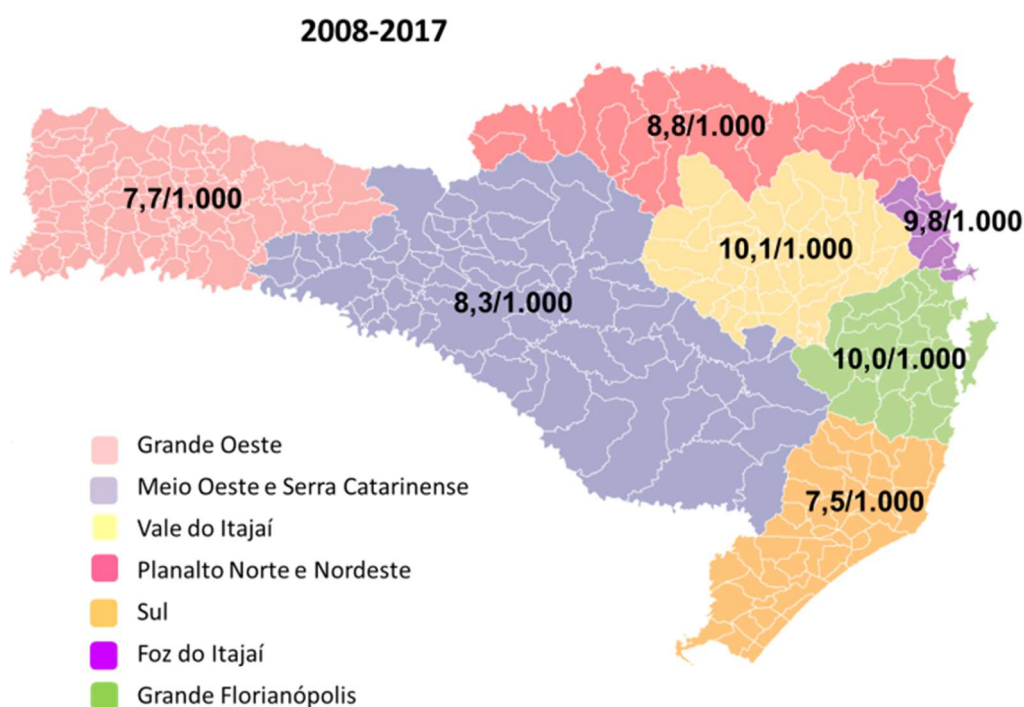 2008-2017
8,8/1.000
7,7/1.000
9,8/1.000
10,1/1.000
8,3/1.000
10,0/1.000
7,5/1.000
Grande Oeste
Meio Oeste e Serra Catarinense
Vale do Itajaí
Planalto Norte e Nordeste
Sul
Foz do Itajaí
Grande Florianópolis